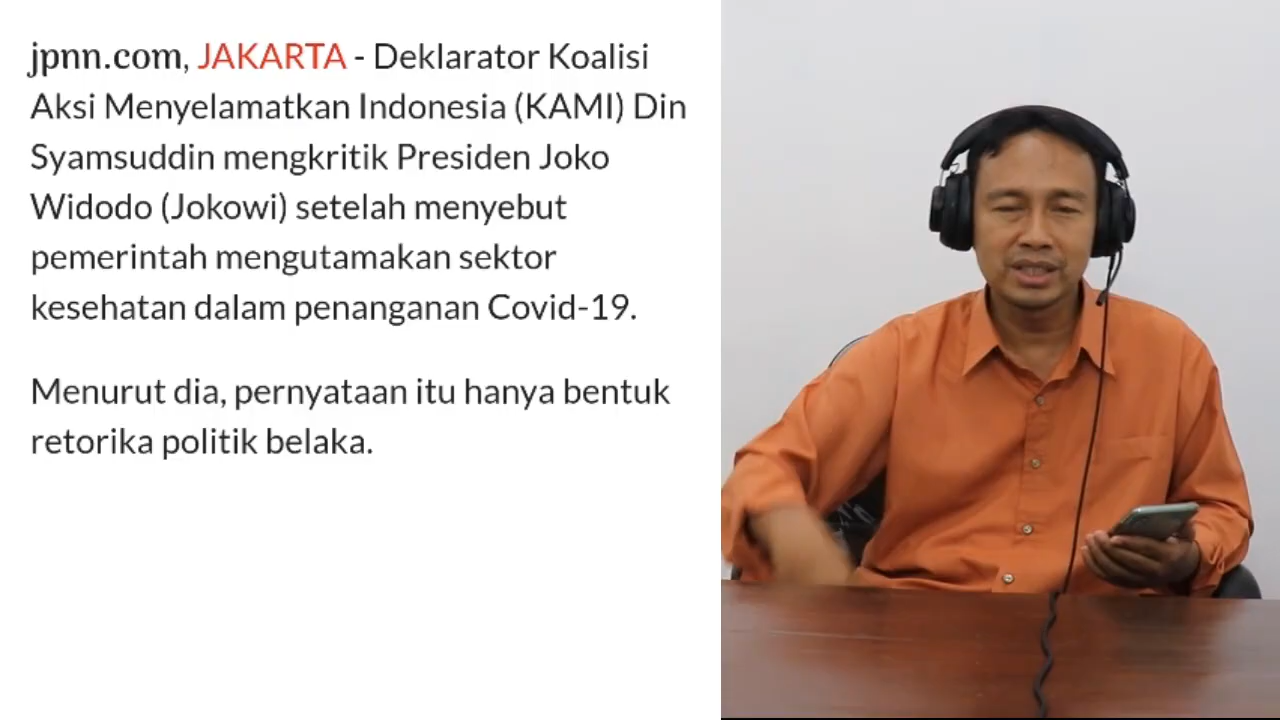 jpnn.com, JAKARTA - Deklarator Koalisi
Aksi Menyelamatkan Indonesia (KAMI) Din
Syamsuddin mengkritik Presiden Joko
Widodo (Jokowi) setelah menyebut
pemerintah mengutamakan sektor
kesehatan dalam penanganan Covid-19.
Menurut dia, pernyataan itu hanya bentuk
retorika politik belaka.